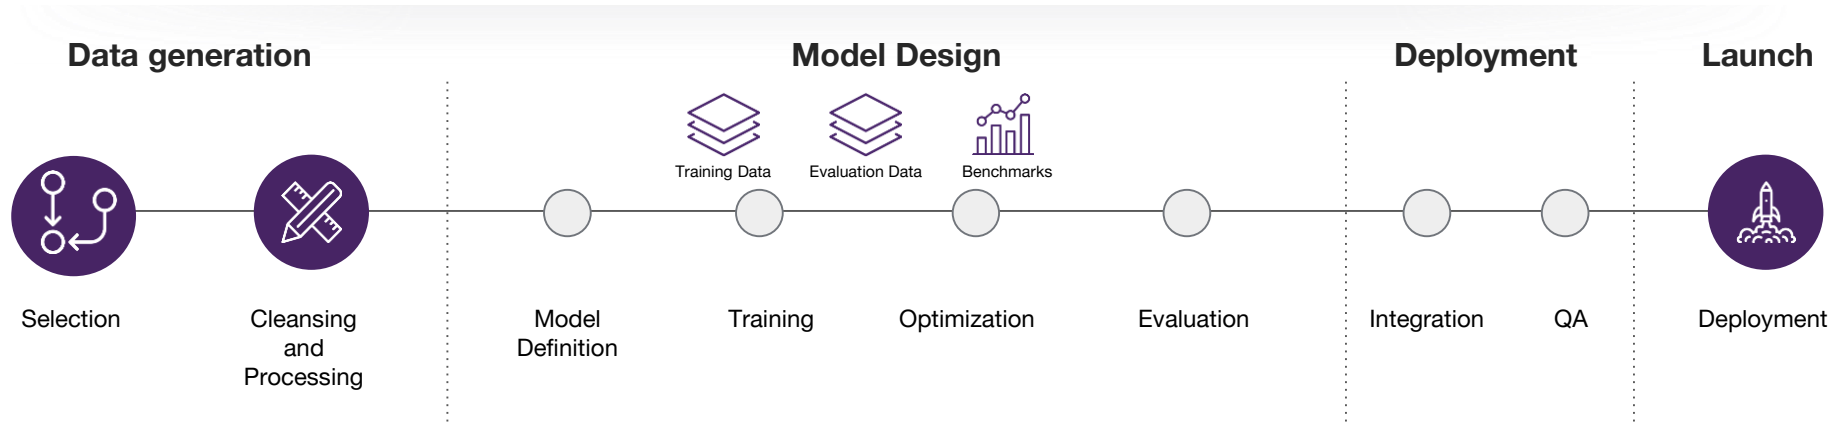 Data generation
Model Design
Deployment
Launch
Training Data
Evaluation Data
Benchmarks
Selection
Cleansing
and
Processing
Model
Definition
Training
Optimization
Evaluation
Integration
QA
Deployment